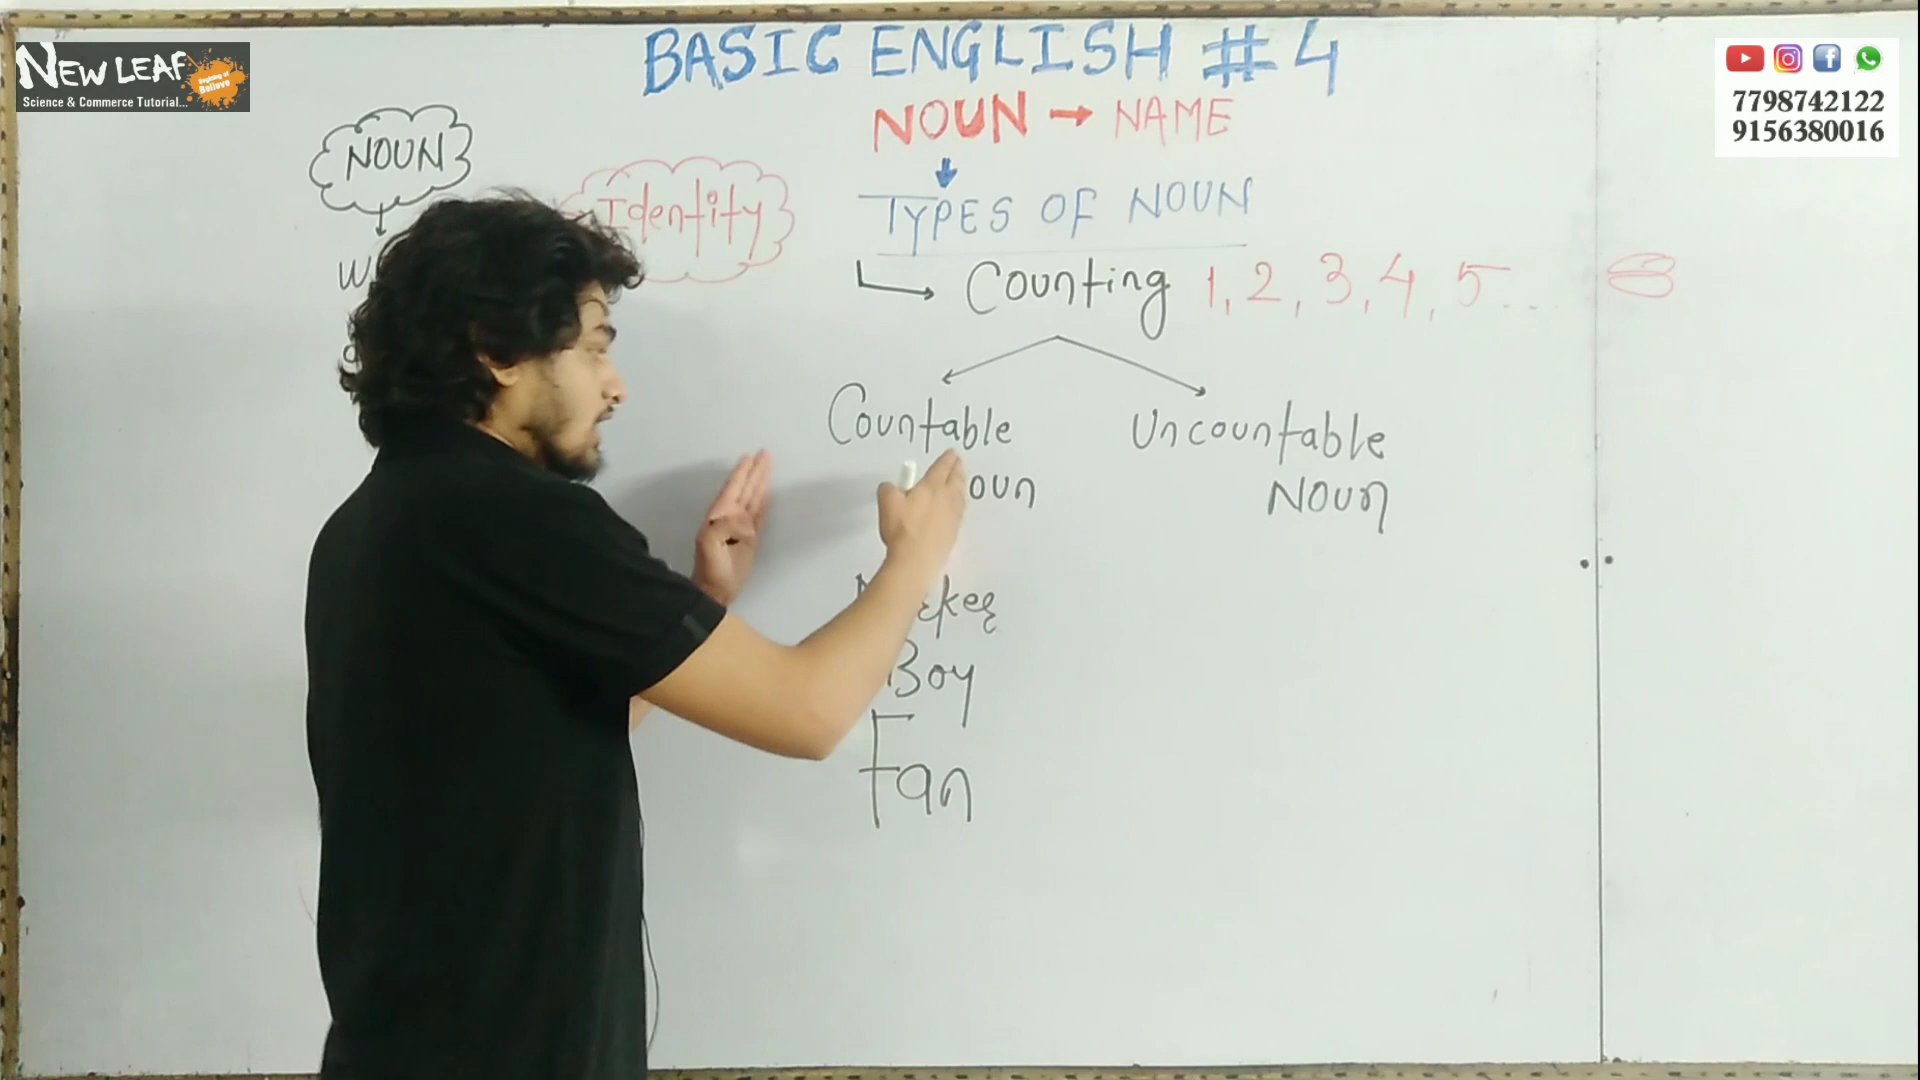 NEW LEAF
Science & Commerce Tutorial...
7798742122
9156380016
BASIC ENGLISH # 4
NOUN → NAME
TYPES OF NOUN
NOUN
Identity
Counting 1, 2, 3, 4, 5...
Countable
Uncountable
Noun
Boy
Fan